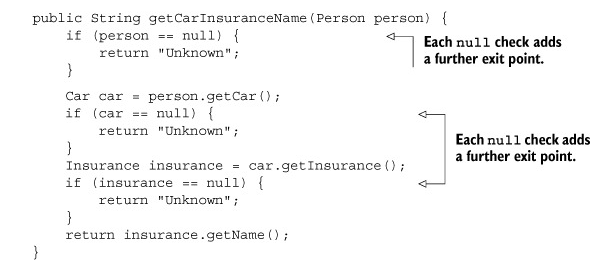 public String getCarInsuranceName(Person person) {
if (person == null) {
return "Unknown";
}
Each null check adds
a further exit point.
Car car = person.getCar();
if (car == null) {
return "Unknown";
}
Each null check adds
a further exit point.
Insurance insurance = car.getInsurance();
if (insurance == null) {
return "Unknown";
}
return insurance.getName();
}